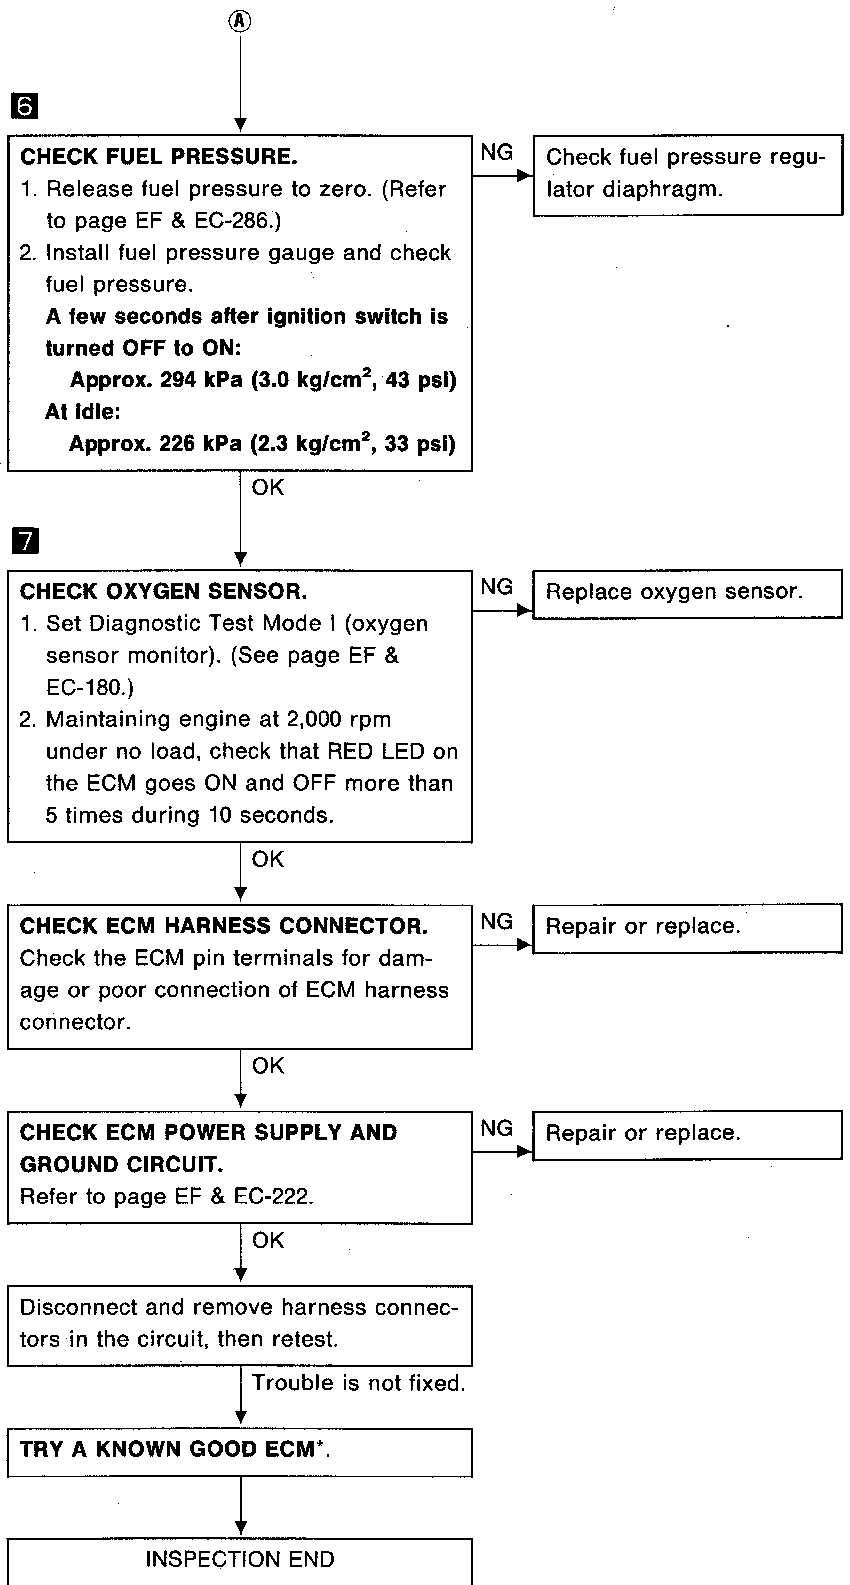 A
6
CHECK FUEL PRESSURE.
1. Release fuel pressure to zero. (Refer
to page EF & EC-286.)
2. Install fuel pressure gauge and check
fuel pressure.
A few seconds after ignition switch is
turned OFF to ON:
Approx. 294 kPa (3.0 kg/cm², 43 psi)
At idle:
Approx. 226 kPa (2.3 kg/cm², 33 psi)
NG
Check fuel pressure regu-
lator diaphragm.
OK
7
CHECK OXYGEN SENSOR.
1. Set Diagnostic Test Mode I (oxygen
sensor monitor). (See page EF &
EC-180.)
2. Maintaining engine at 2,000 rpm
under no load, check that RED LED on
the ECM goes ON and OFF more than
5 times during 10 seconds.
NG
Replace oxygen sensor.
OK
CHECK ECM HARNESS CONNECTOR.
Check the ECM pin terminals for dam-
age or poor connection of ECM harness
connector.
NG
Repair or replace.
OK
CHECK ECM POWER SUPPLY AND
GROUND CIRCUIT.
Refer to page EF & EC-222.
NG
Repair or replace.
OK
Disconnect and remove harness connec-
tors in the circuit, then retest.
Trouble is not fixed.
TRY A KNOWN GOOD ECM*.
INSPECTION END